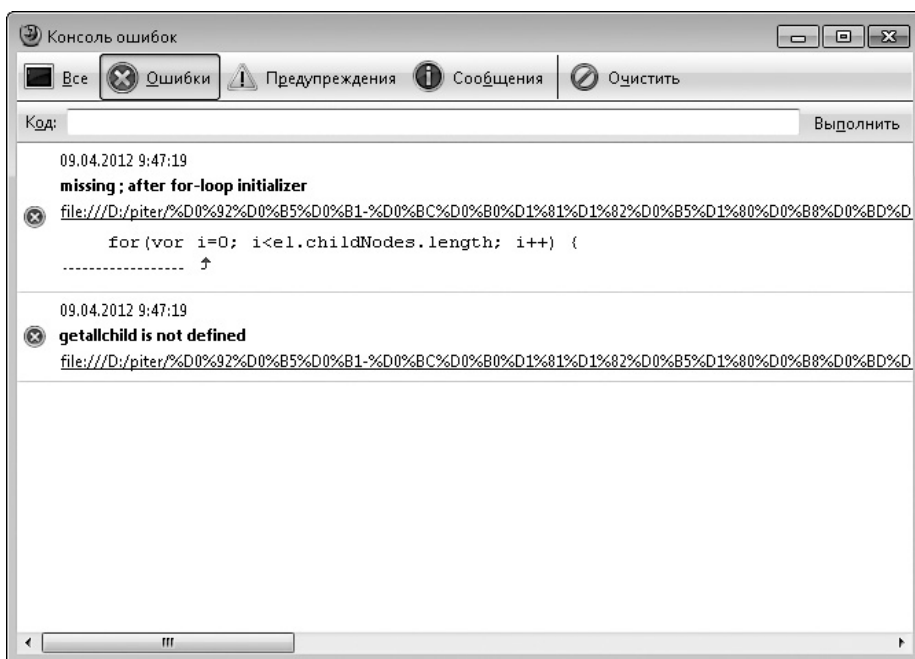 Консоль ошибок
Все Ошибки Предупреждения Сообщения Очистить
Код: Выполнить
09.04.2012 9:47:19
missing ; after for-loop initializer
file:///D:/piter/%D0%92%D0%B5%D0%B1-%D0%BC%D0%B0%D1%81%D1%82%D0%B5%D1%80%D0%B8%D0%BD%D
for(vor i=0; i<el.childNodes.length; i++) {
09.04.2012 9:47:19
getallchild is not defined
file:///D:/piter/%D0%92%D0%B5%D0%B1-%D0%BC%D0%B0%D1%81%D1%82%D0%B5%D1%80%D0%B8%D0%BD%D